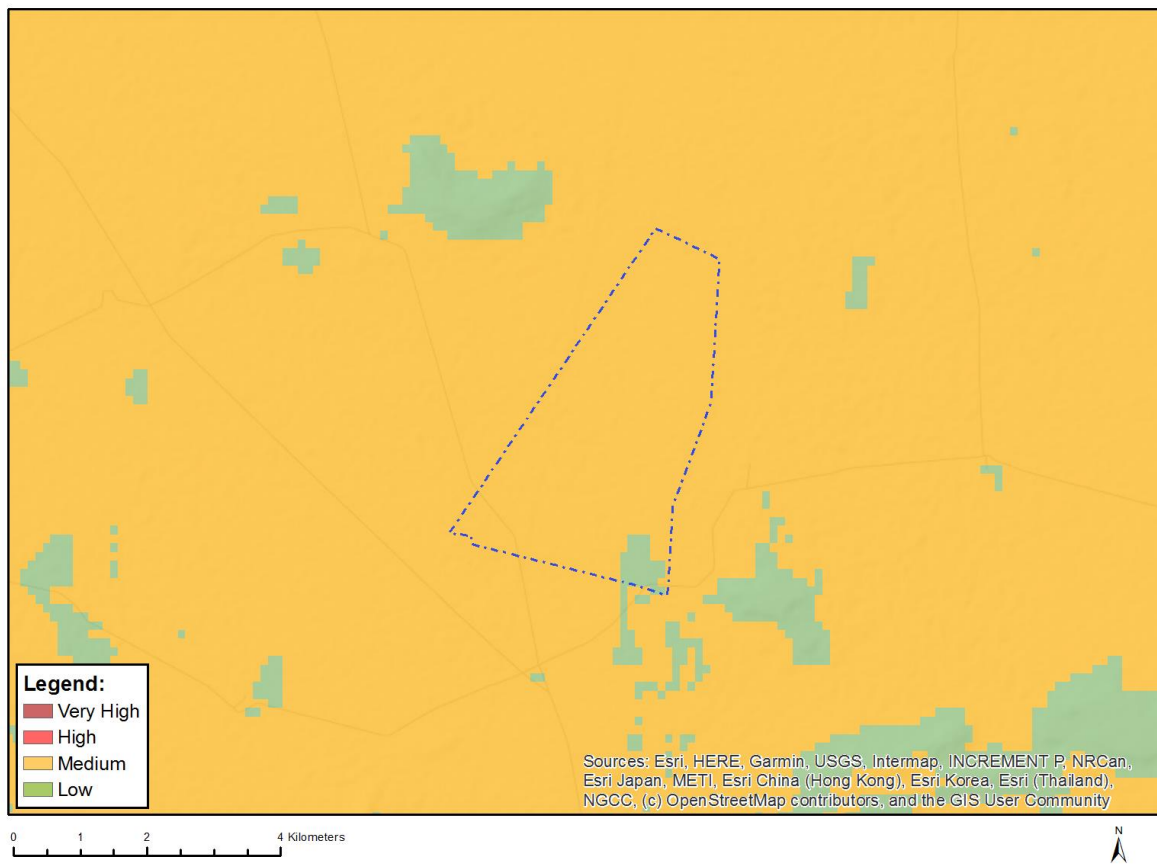 Legend:
Very High
High
Medium
Low
Sources: Esri, HERE, Garmin, USGS, Intermap, INCREMENT P, NRCan,
Esri Japan, METI, Esri China (Hong Kong), Esri Korea, Esri (Thailand),
NGCC, (c) OpenStreetMap contributors, and the GIS User Community
0 1 2 4 Kilometers
N